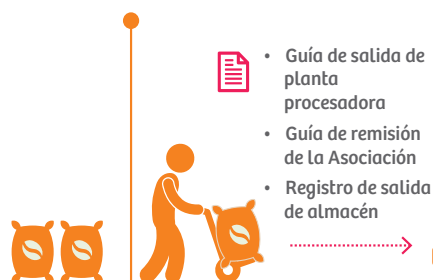 • Guía de salida de
planta
procesadora
• Guía de remisión
de la Asociación
• Registro de salida
de almacén